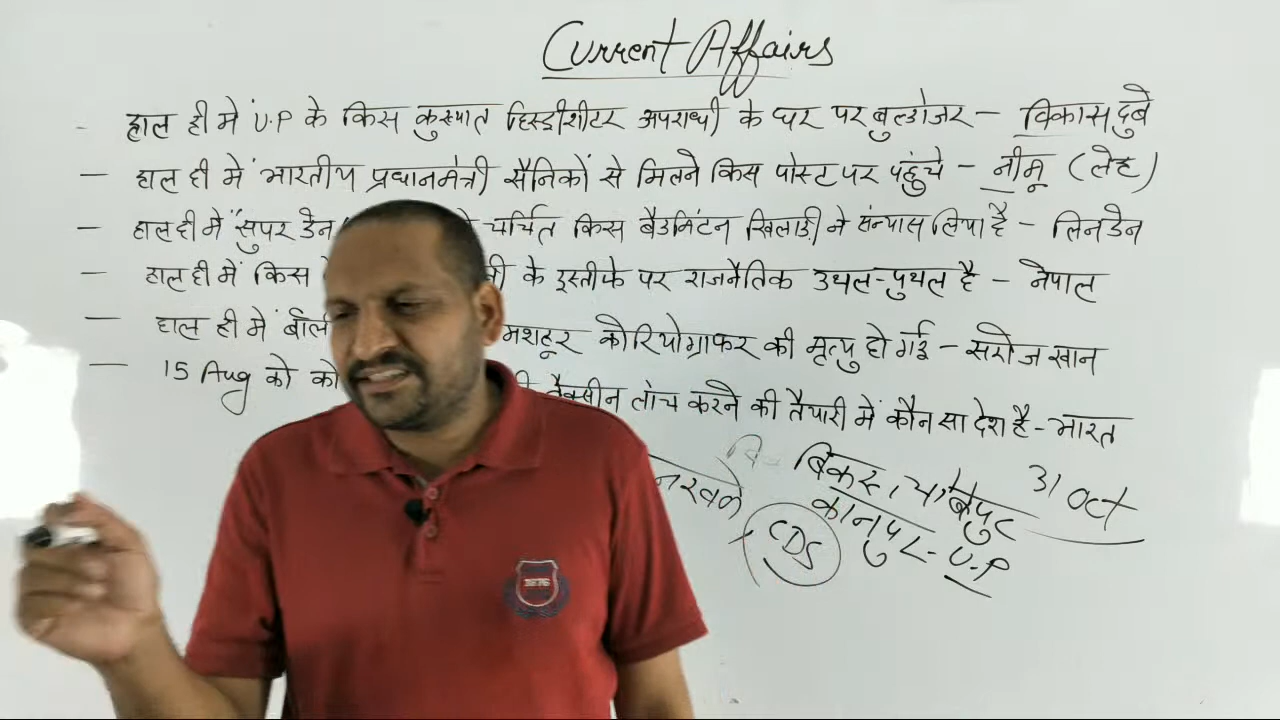 Current Affairs
- हाल ही में U.P के किस कुख्यात हिस्ट्रीशीटर अपराधी के घर पर बुल्डोजर - विकास दुबे
- हाल ही में भारतीय प्रधानमंत्री सैनिकों से मिलने किस पोस्ट पर पहुंचे - नीमू (लेह)
- हाल ही में सुपर डेन चर्चित किस बैडमिंटन खिलाड़ी ने संन्यास लिया है - लिनडेन
- हाल ही में किस के इस्तीफे पर राजनैतिक उथल-पुथल है - नेपाल
- हाल ही में मशहूर कोरियोग्राफर की मृत्यु हो गई - सरोज खान
- 15 Aug को वैक्सीन लांच करने की तैयारी में कौन सा देश है - भारत
31 Oct
कानपुर - U.P
CDS